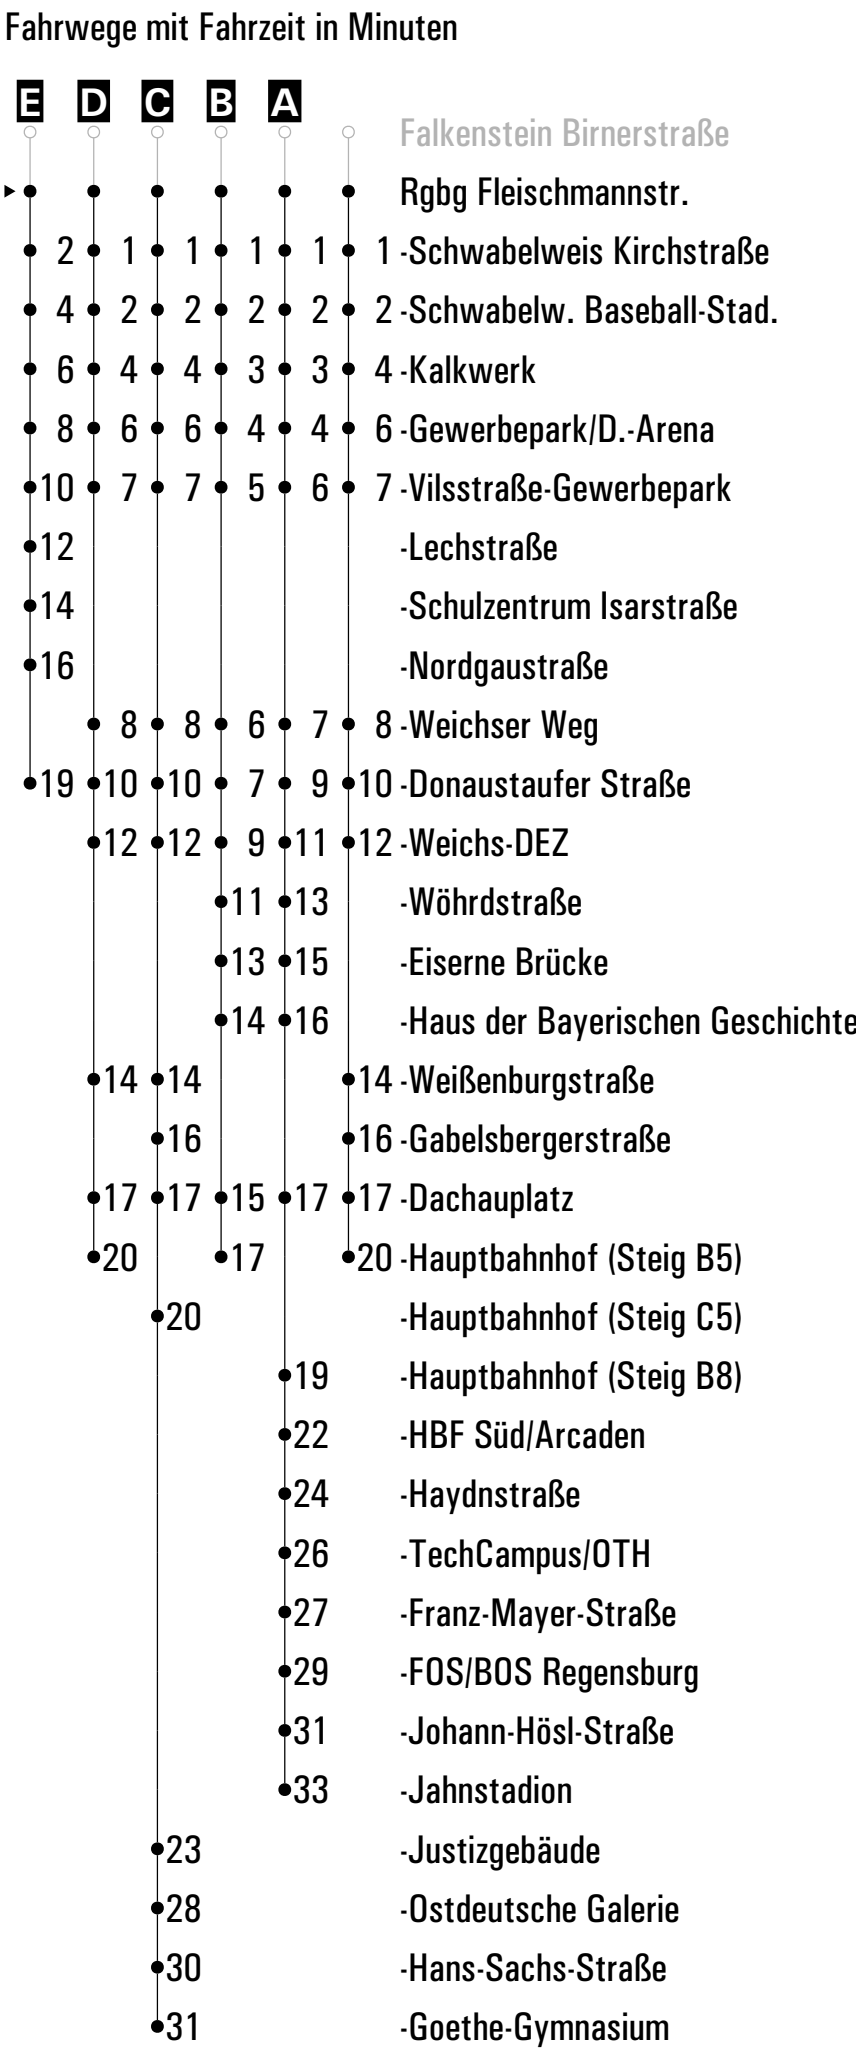 Fahrwege mit Fahrzeit in Minuten
E D C B A
Falkenstein Birnerstraße
Rgbg Fleischmannstr.
2 1 1 1 1 1 -Schwabelweis Kirchstraße
4 2 2 2 2 2 -Schwabelw. Baseball-Stad.
6 4 4 3 3 4 -Kalkwerk
8 6 6 4 4 6 -Gewerbepark/D.-Arena
10 7 7 5 6 7 -Vilsstraße-Gewerbepark
12 -Lechstraße
14 -Schulzentrum Isarstraße
16 -Nordgaustraße
8 8 6 7 8 -Weichser Weg
19 10 10 7 9 10 -Donaustaufer Straße
12 12 9 11 12 -Weichs-DEZ
11 13 -Wöhrdstraße
13 15 -Eiserne Brücke
14 16 -Haus der Bayerischen Geschichte
14 14 14 -Weißenburgstraße
16 16 -Gabelsbergerstraße
17 17 15 17 17 -Dachauplatz
20 17 20 -Hauptbahnhof (Steig B5)
20 -Hauptbahnhof (Steig C5)
19 -Hauptbahnhof (Steig B8)
22 -HBF Süd/Arcaden
24 -Haydnstraße
26 -TechCampus/OTH
27 -Franz-Mayer-Straße
29 -FOS/BOS Regensburg
31 -Johann-Hösl-Straße
33 -Jahnstadion
23 -Justizgebäude
28 -Ostdeutsche Galerie
30 -Hans-Sachs-Straße
31 -Goethe-Gymnasium